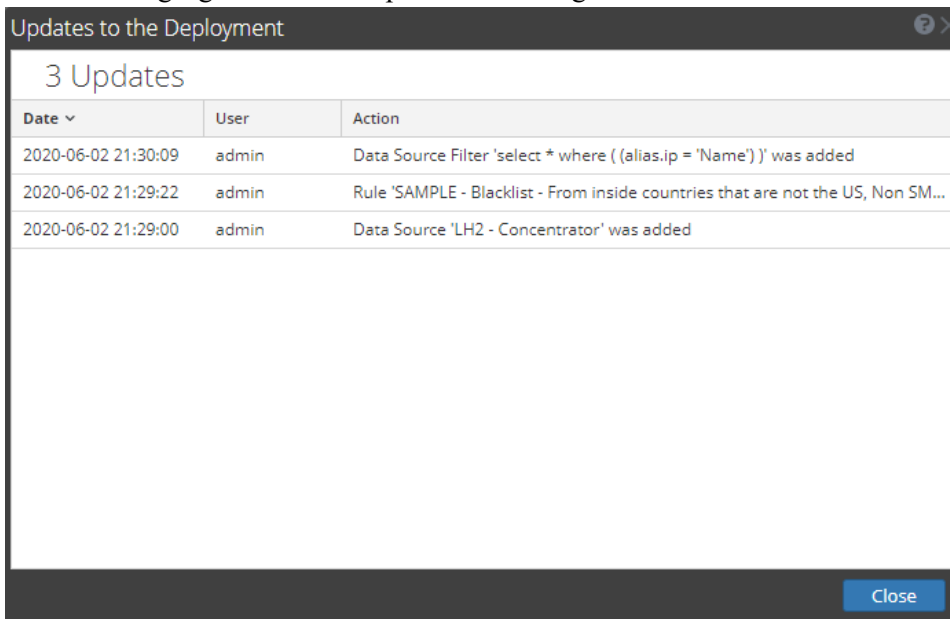 Updates to the Deployment
3 Updates
Date User Action
2020-06-02 21:30:09 admin Data Source Filter 'select * where ( (alias.ip = 'Name') )' was added
2020-06-02 21:29:22 admin Rule 'SAMPLE - Blacklist - From inside countries that are not the US, Non SM...
2020-06-02 21:29:00 admin Data Source 'LH2 - Concentrator' was added
Close